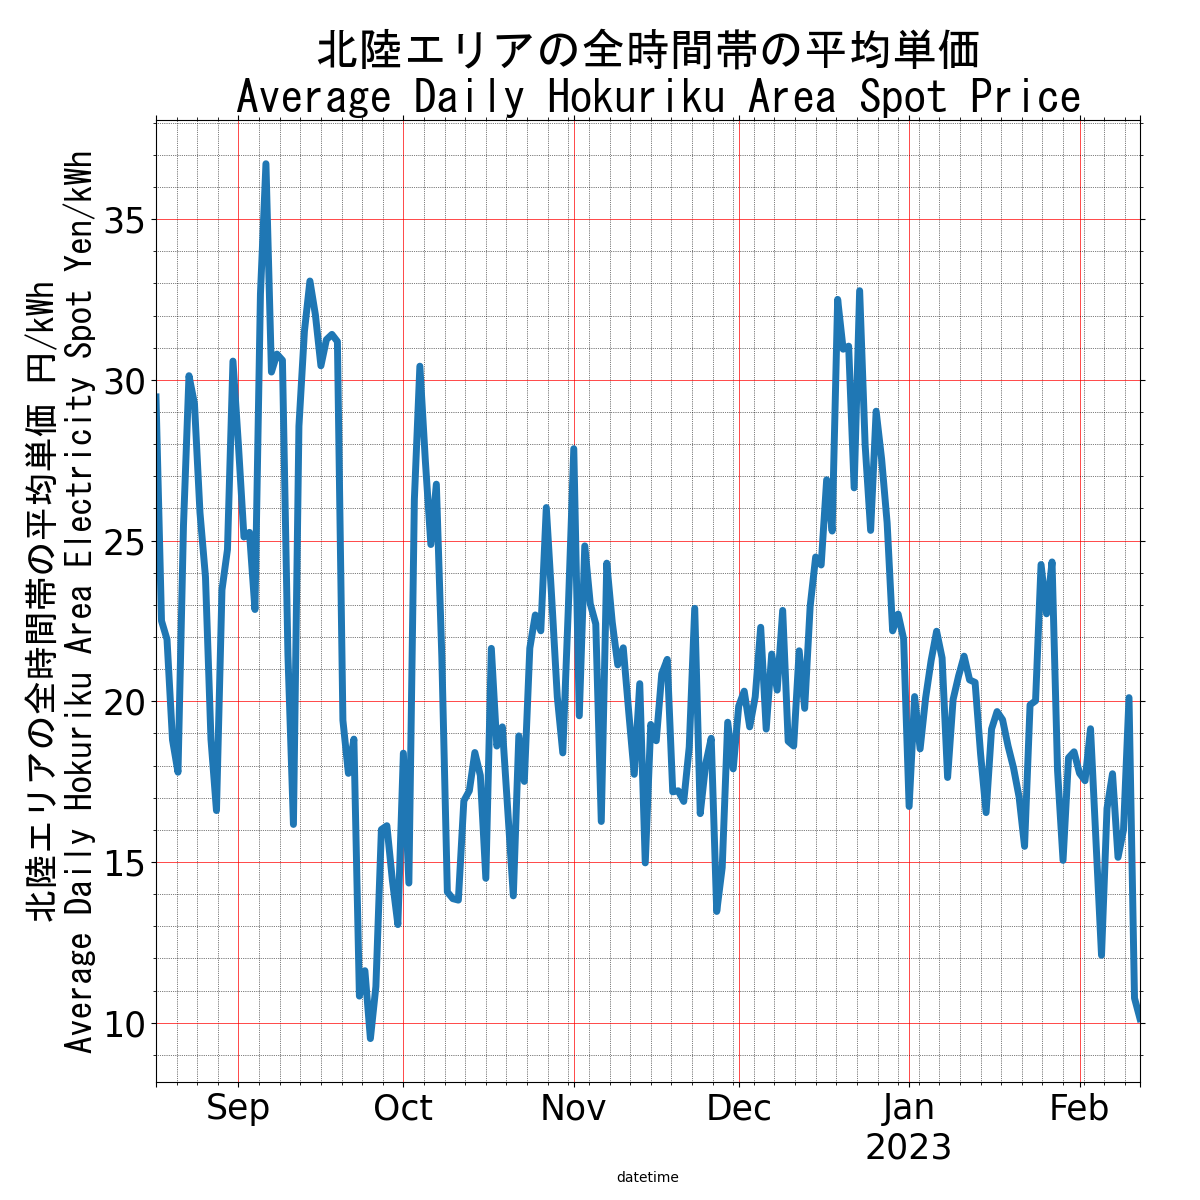 北陸エリアの全時間帯の平均単価
Average Daily Hokuriku Area Spot Price
北陸エリアの全時間帯の平均単価 円/kWh
Average Daily Hokuriku Area Electricity Spot Yen/kWh
35
30
25
20
15
10
Sep Oct Nov Dec Jan Feb
2023
datetime